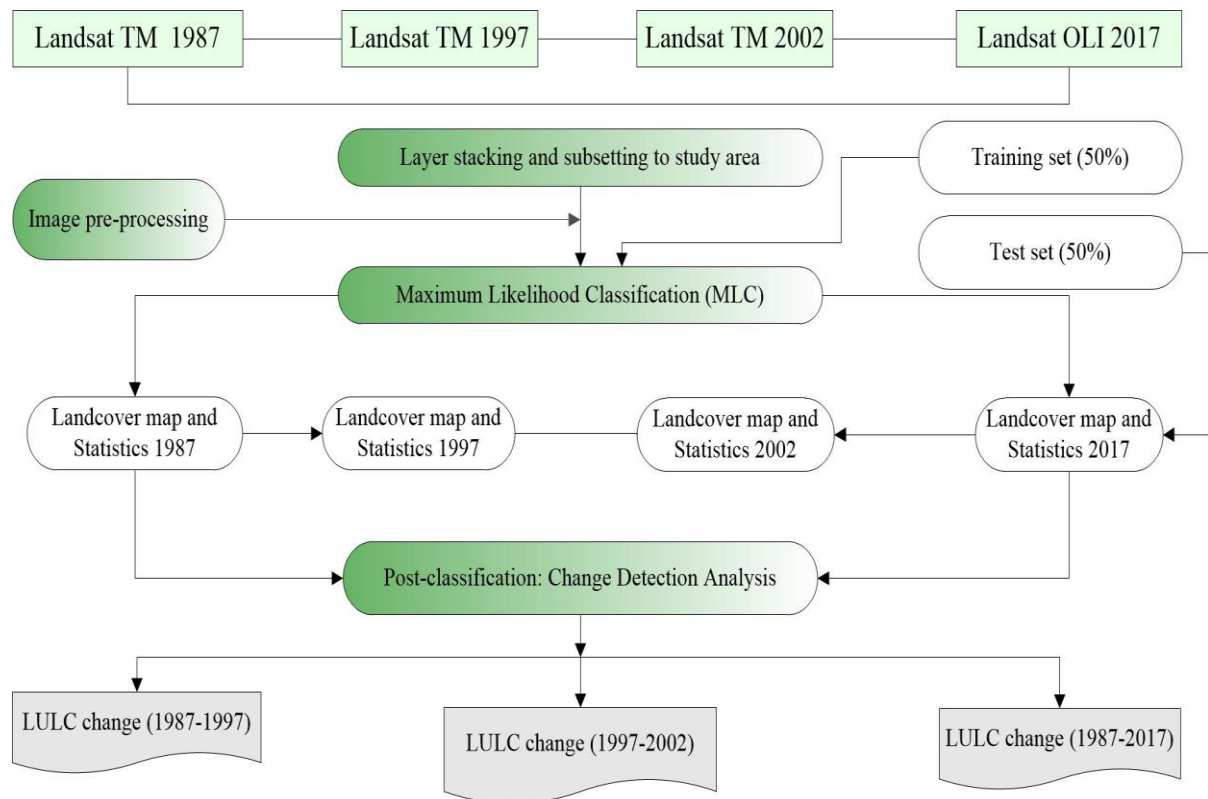 Landsat TM 1987
Landsat TM 1997
Landsat TM 2002
Landsat OLI 2017
Layer stacking and subsetting to study area
Training set (50%)
Image pre-processing
Test set (50%)
Maximum Likelihood Classification (MLC)
Landcover map and
Statistics 1987
Landcover map and
Statistics 1997
Landcover map and
Statistics 2002
Landcover map and
Statistics 2017
Post-classification: Change Detection Analysis
LULC change (1987-1997)
LULC change (1997-2002)
LULC change (1987-2017)